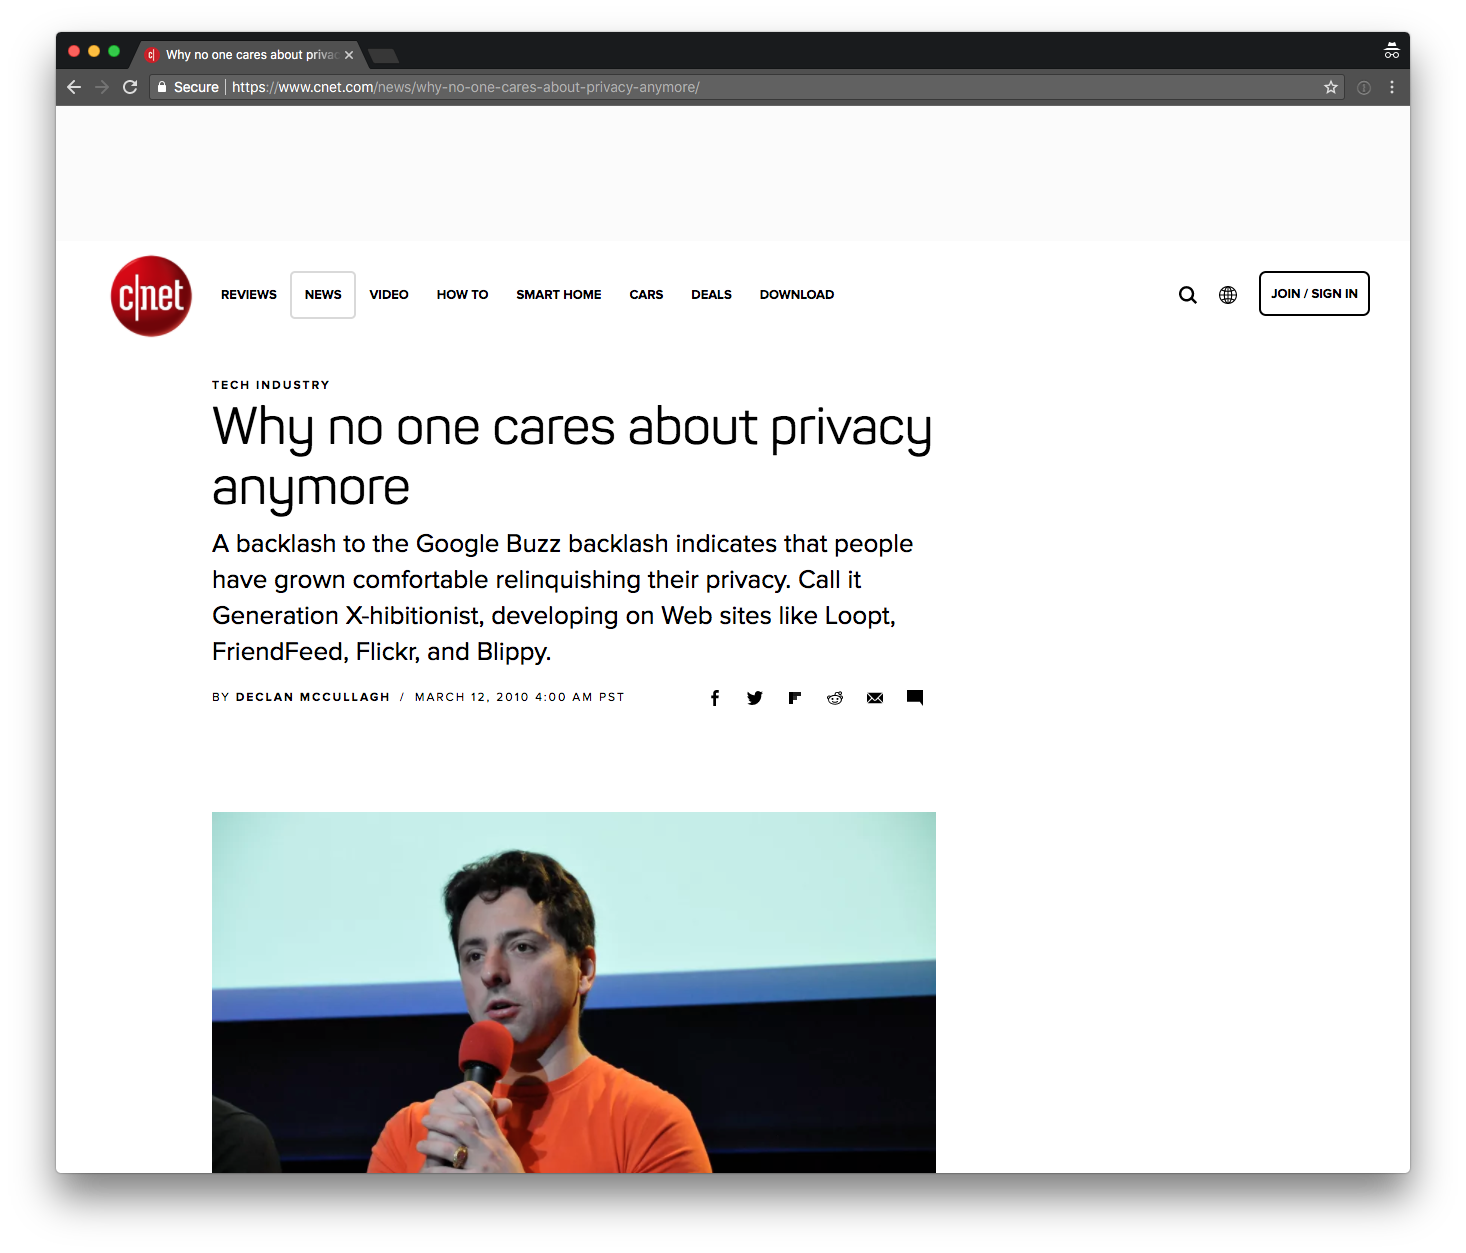 Why no one cares about privac
Secure https://www.cnet.com/news/why-no-one-cares-about-privacy-anymore/
c|net REVIEWS NEWS VIDEO HOW TO SMART HOME CARS DEALS DOWNLOAD JOIN / SIGN IN
TECH INDUSTRY
Why no one cares about privacy
anymore
A backlash to the Google Buzz backlash indicates that people
have grown comfortable relinquishing their privacy. Call it
Generation X-hibitionist, developing on Web sites like Loopt,
FriendFeed, Flickr, and Blippy.
BY DECLAN MCCULLAGH / MARCH 12, 2010 4:00 AM PST